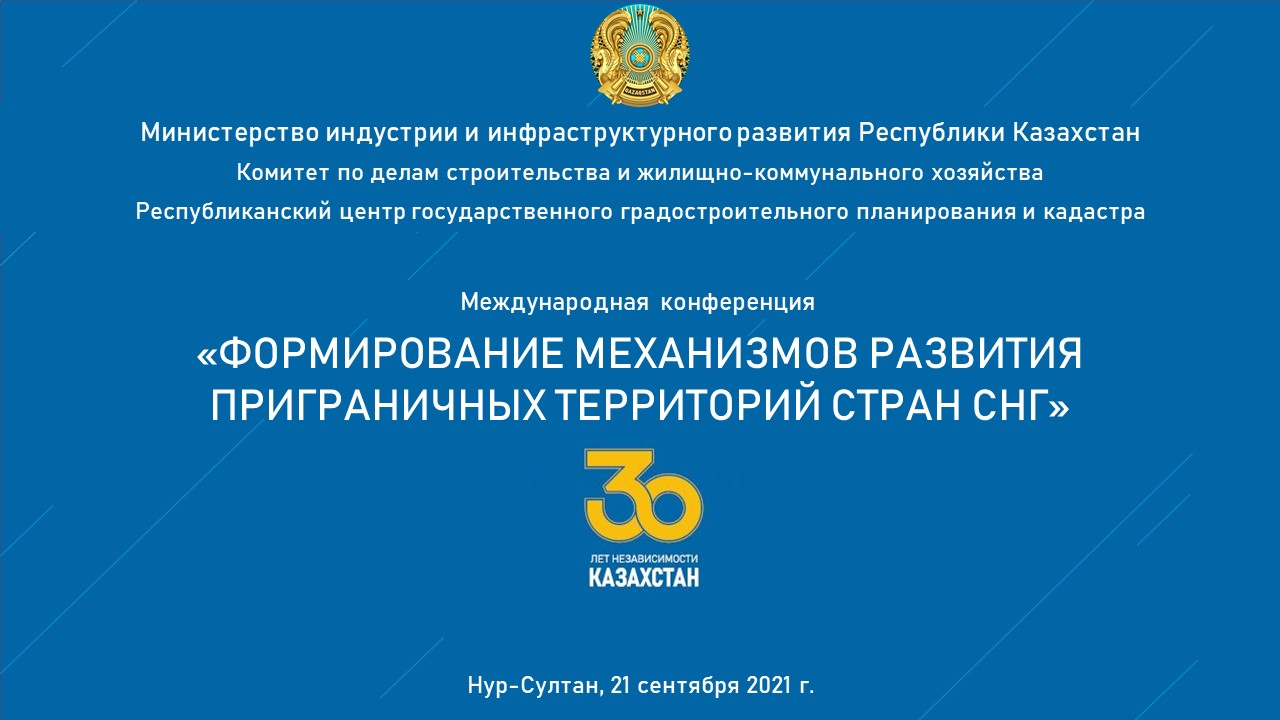 QAZAQSTAN
Министерство индустрии и инфраструктурного развития Республики Казахстан
Комитет по делам строительства и жилищно-коммунального хозяйства
Республиканский центр государственного градостроительного планирования и кадастра
Международная конференция
«ФОРМИРОВАНИЕ МЕХАНИЗМОВ РАЗВИТИЯ
ПРИГРАНИЧНЫХ ТЕРРИТОРИЙ СТРАН СНГ»
30
ЛЕТ НЕЗАВИСИМОСТИ
КАЗАХСТАН
Нур-Султан, 21 сентября 2021 г.